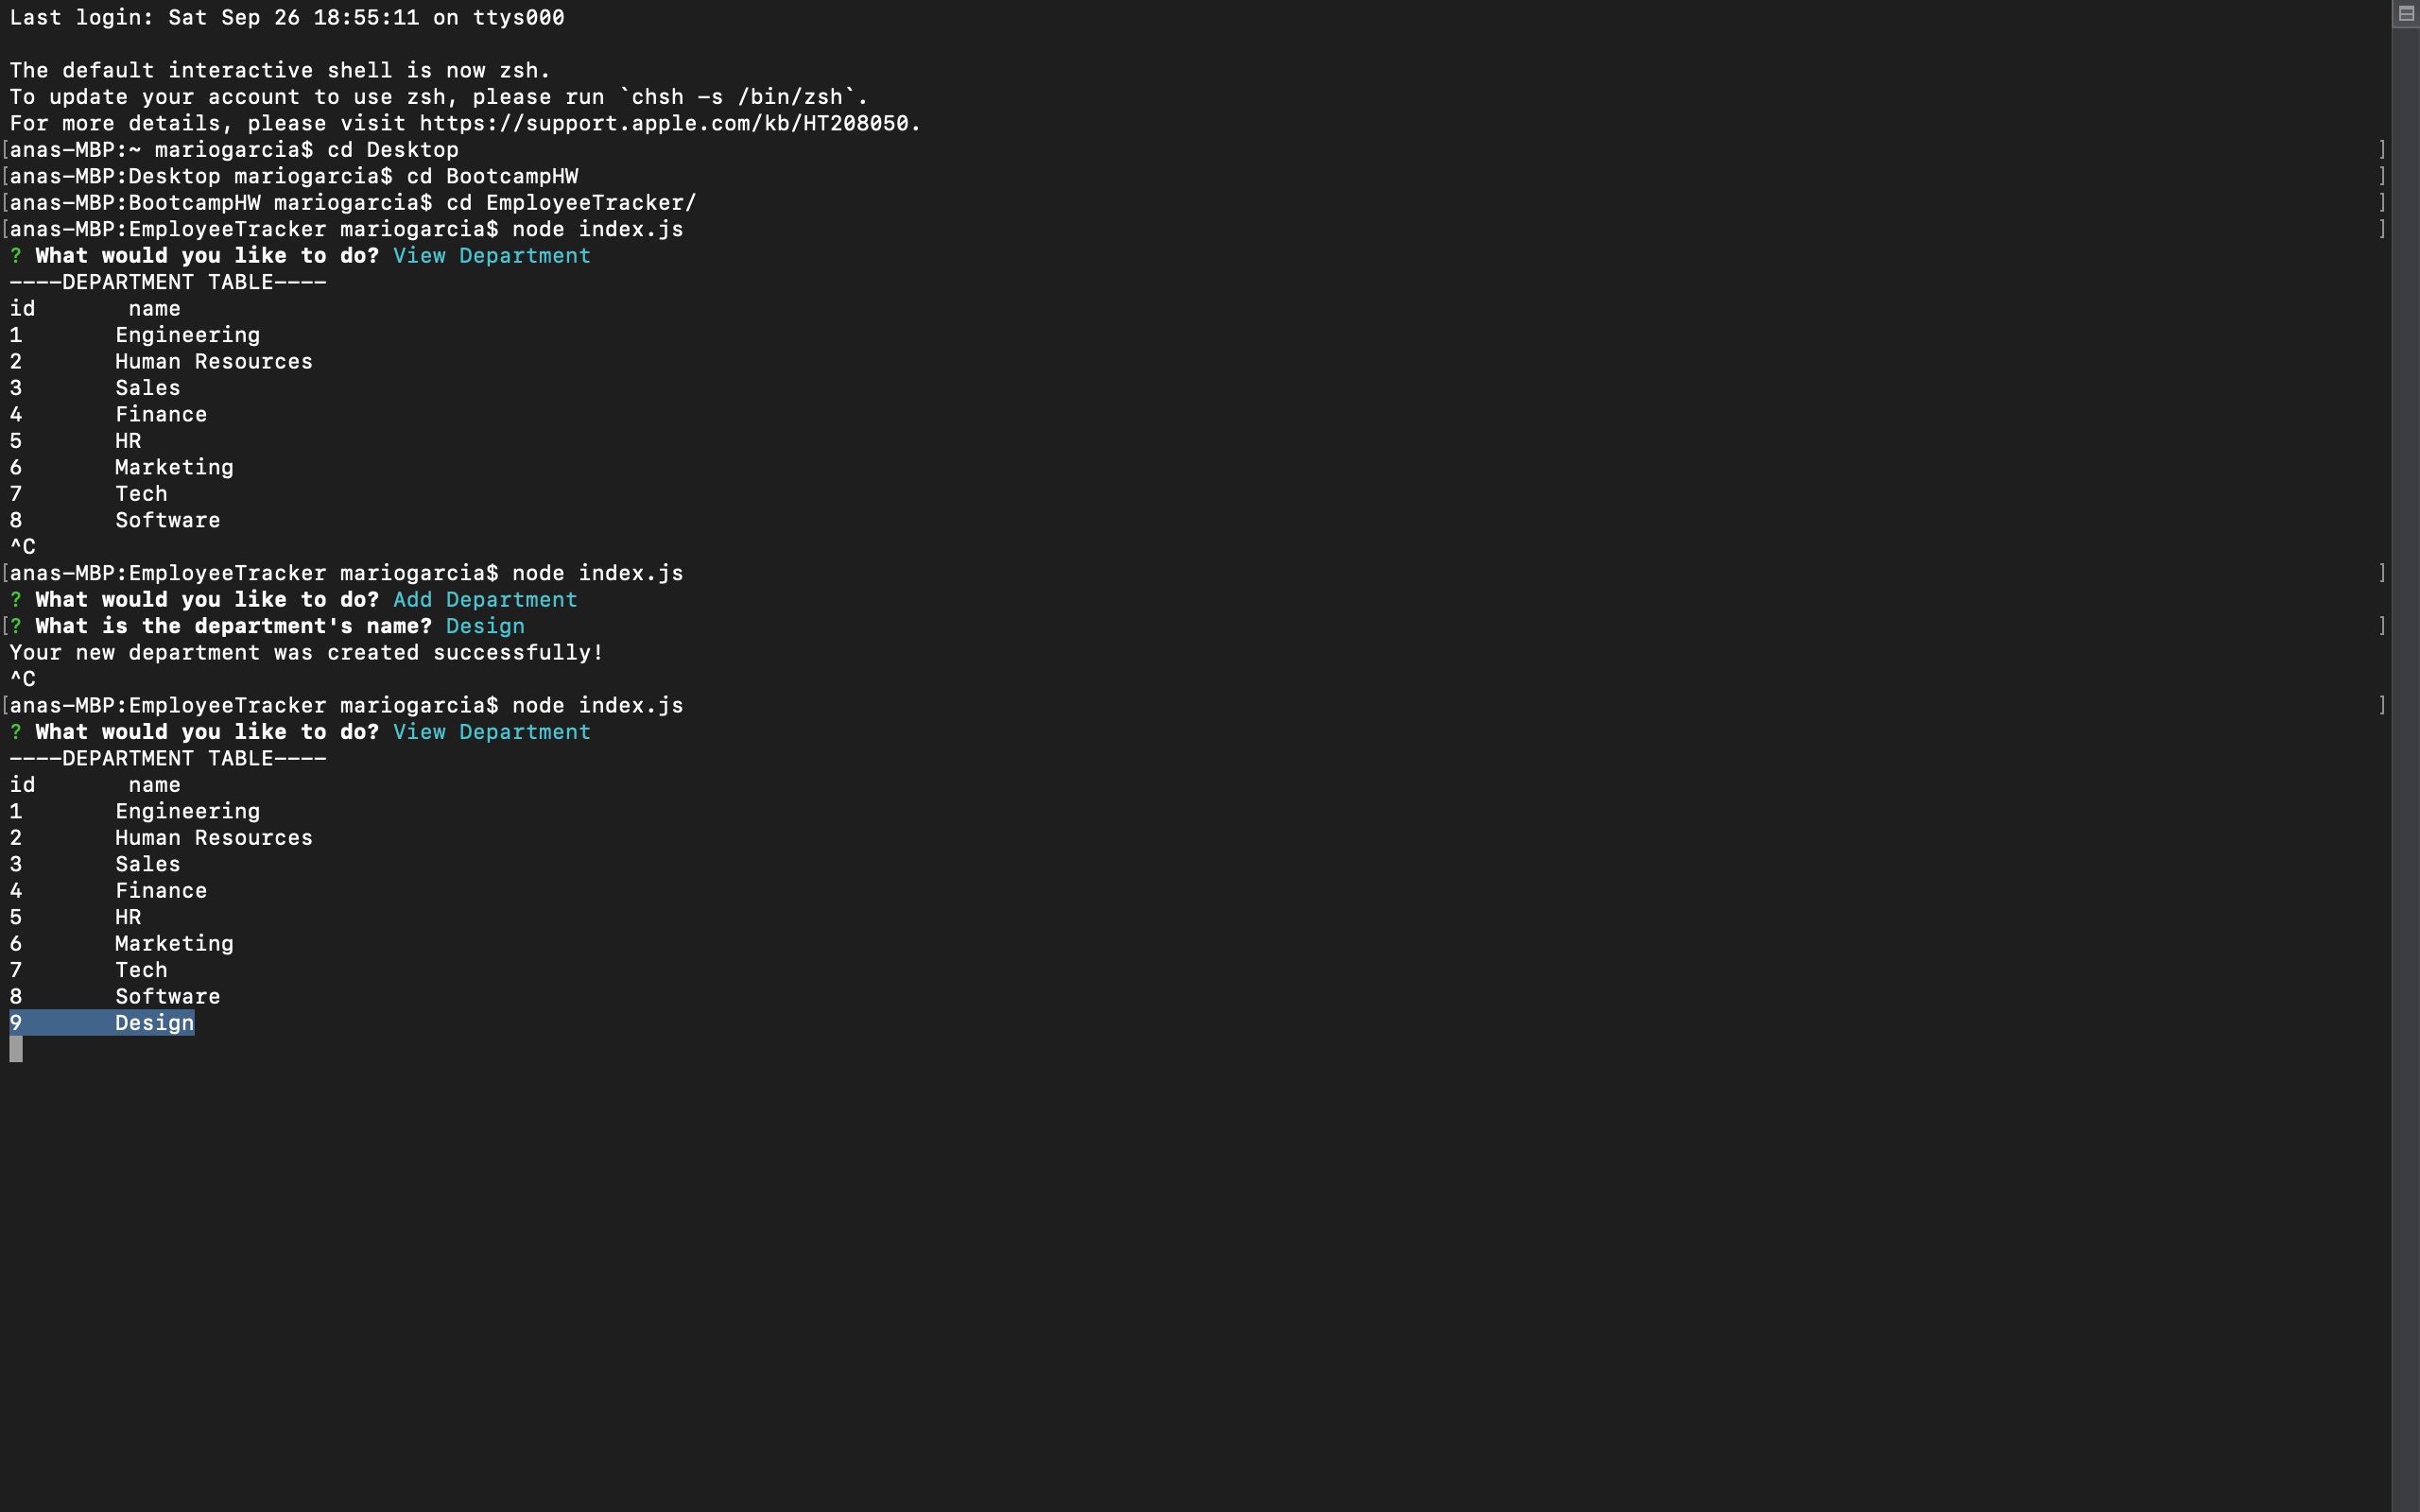 Last login: Sat Sep 26 18:55:11 on ttys000

The default interactive shell is now zsh.
To update your account to use zsh, please run `chsh -s /bin/zsh`.
For more details, please visit https://support.apple.com/kb/HT208050.
[anas-MBP:~ mariogarcia$ cd Desktop ]
[anas-MBP:Desktop mariogarcia$ cd BootcampHW ]
[anas-MBP:BootcampHW mariogarcia$ cd EmployeeTracker/ ]
[anas-MBP:EmployeeTracker mariogarcia$ node index.js ]
? What would you like to do? View Department
----DEPARTMENT TABLE----
id       name
1       Engineering
2       Human Resources
3       Sales
4       Finance
5       HR
6       Marketing
7       Tech
8       Software
^C
[anas-MBP:EmployeeTracker mariogarcia$ node index.js ]
? What would you like to do? Add Department
[? What is the department's name? Design ]
Your new department was created successfully!
^C
[anas-MBP:EmployeeTracker mariogarcia$ node index.js ]
? What would you like to do? View Department
----DEPARTMENT TABLE----
id       name
1       Engineering
2       Human Resources
3       Sales
4       Finance
5       HR
6       Marketing
7       Tech
8       Software
9       Design